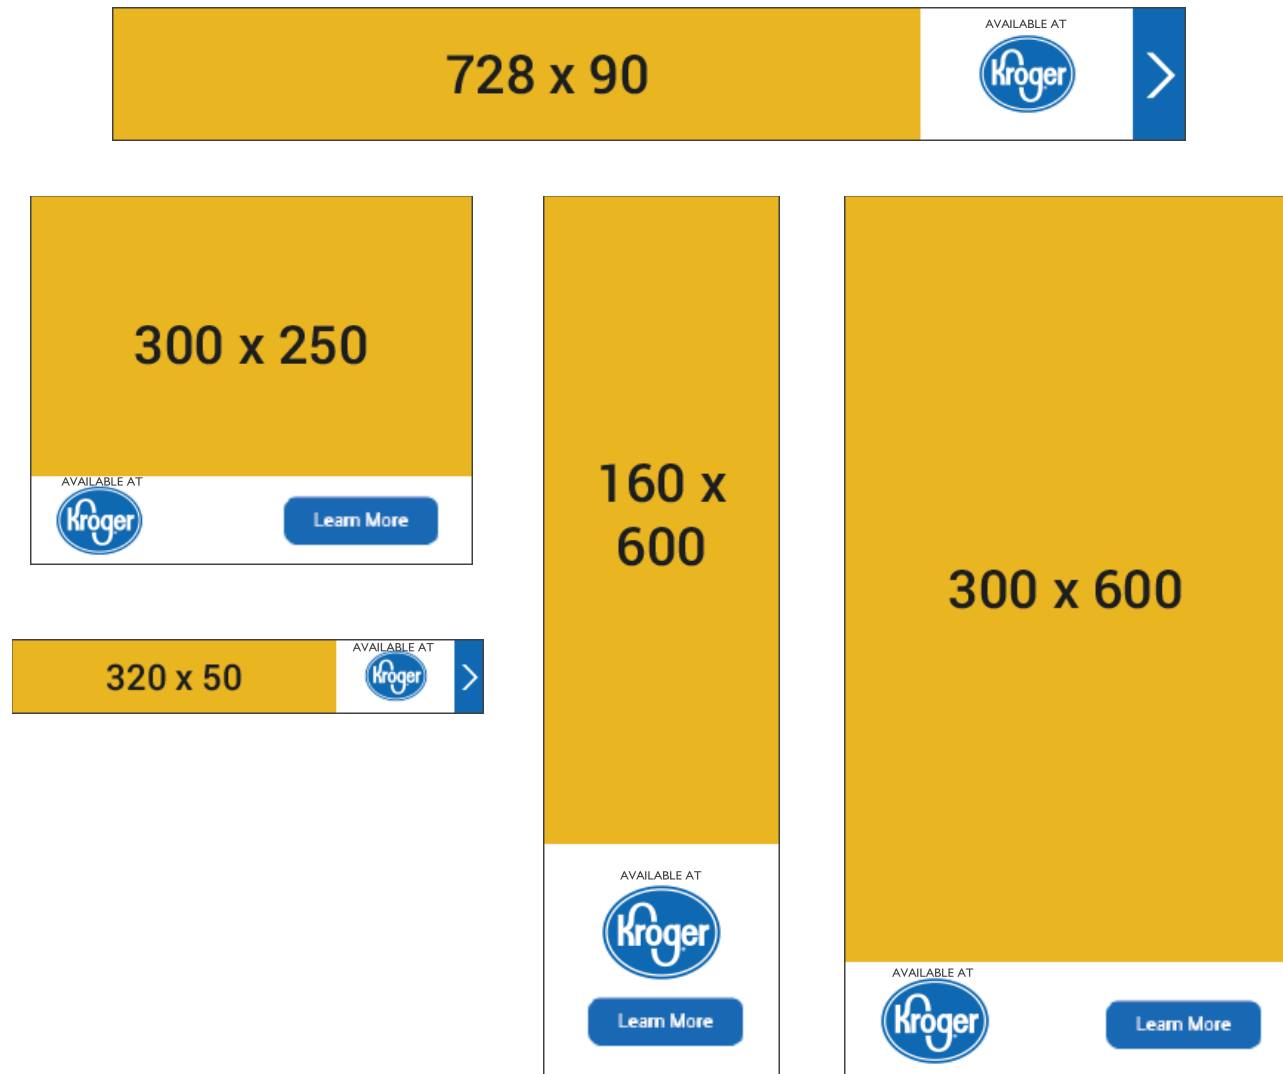 AVAILABLE AT
728 x 90
Kroger
300 x 250
AVAILABLE AT
Kroger
Learn More
320 x 50
AVAILABLE AT
Kroger
160 x
600
AVAILABLE AT
Kroger
Learn More
300 x 600
AVAILABLE AT
Kroger
Learn More